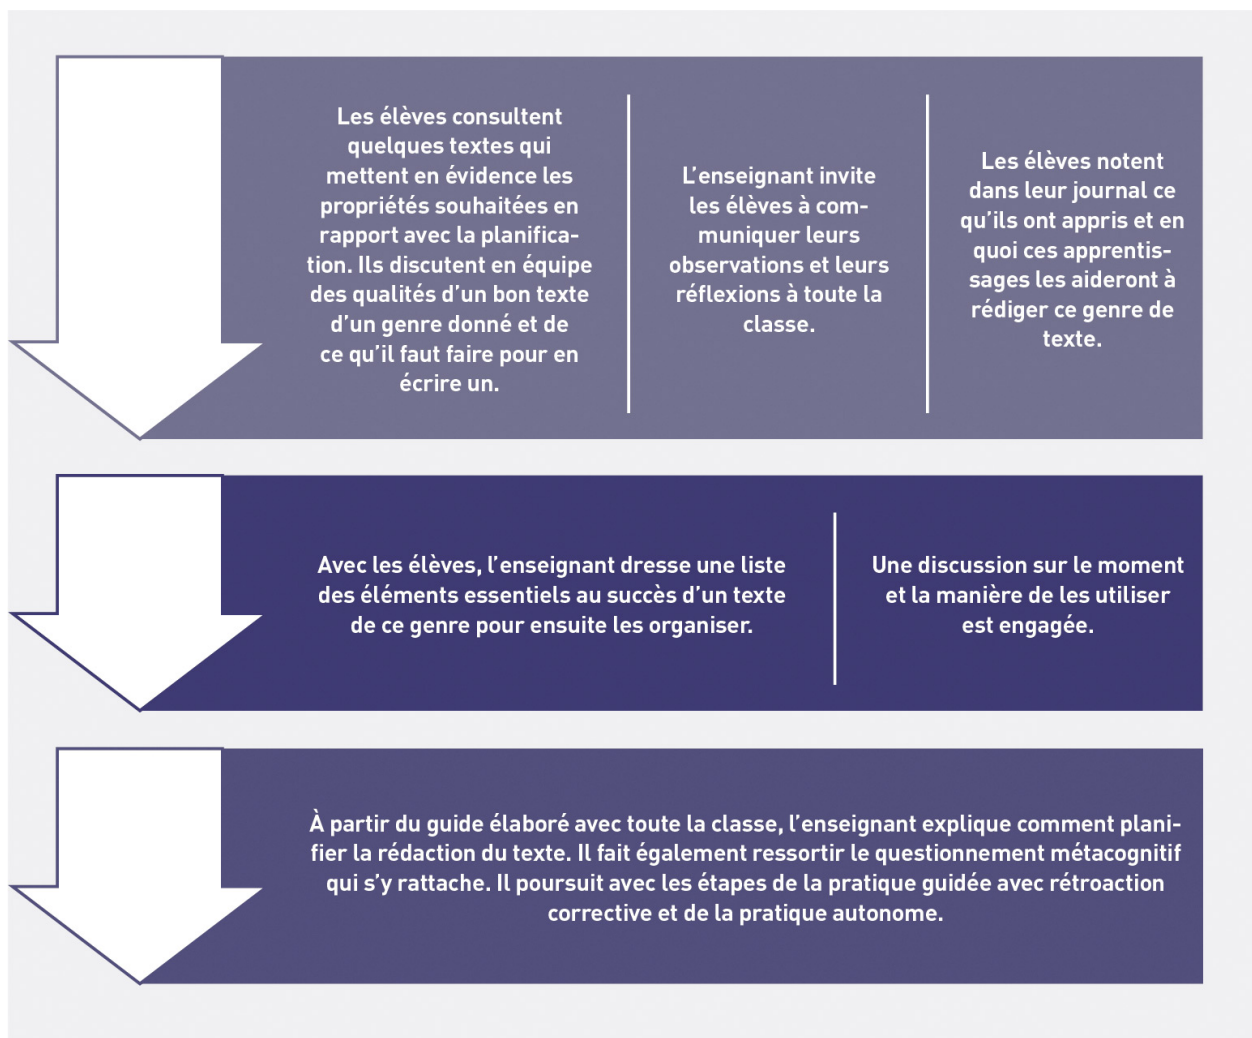 Les élèves consultent
quelques textes qui
mettent en évidence les
propriétés souhaitées en
rapport avec la planifica-
tion. Ils discutent en équipe
des qualités d’un bon texte
d’un genre donné et de
ce qu’il faut faire pour en
écrire un.
L’enseignant invite
les élèves à com-
muniquer leurs
observations et leurs
réflexions à toute la
classe.
Les élèves notent
dans leur journal ce
qu’ils ont appris et en
quoi ces apprentis-
sages les aideront à
rédiger ce genre de
texte.
Avec les élèves, l’enseignant dresse une liste
des éléments essentiels au succès d’un texte
de ce genre pour ensuite les organiser.
Une discussion sur le moment
et la manière de les utiliser
est engagée.
À partir du guide élaboré avec toute la classe, l’enseignant explique comment plani-
fier la rédaction du texte. Il fait également ressortir le questionnement métacognitif
qui s’y rattache. Il poursuit avec les étapes de la pratique guidée avec rétroaction
corrective et de la pratique autonome.